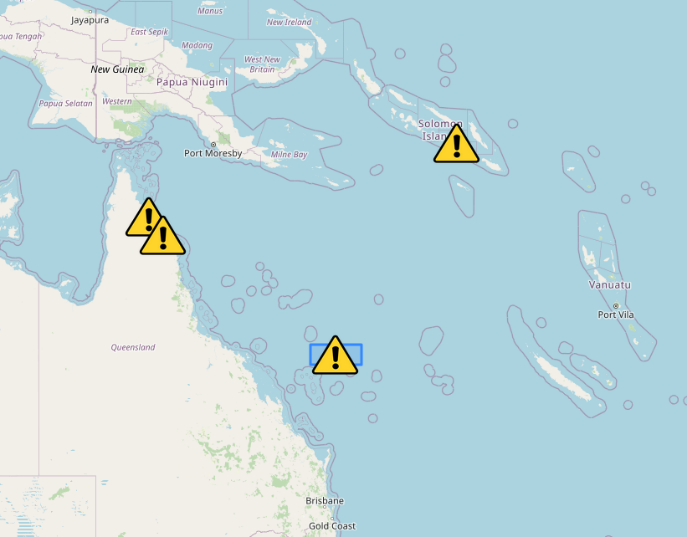 Manus
Jayapura
New Ireland
East Sepik
pua Tengah
Madang
West New
Britain
New Guinea
Papua Niugini
Papua Selatan
Western
Solomon
Islan
Port Moresby
Milne Bay
Vanuatu
Port Vila
Queensland
Brisbane
Gold Coast